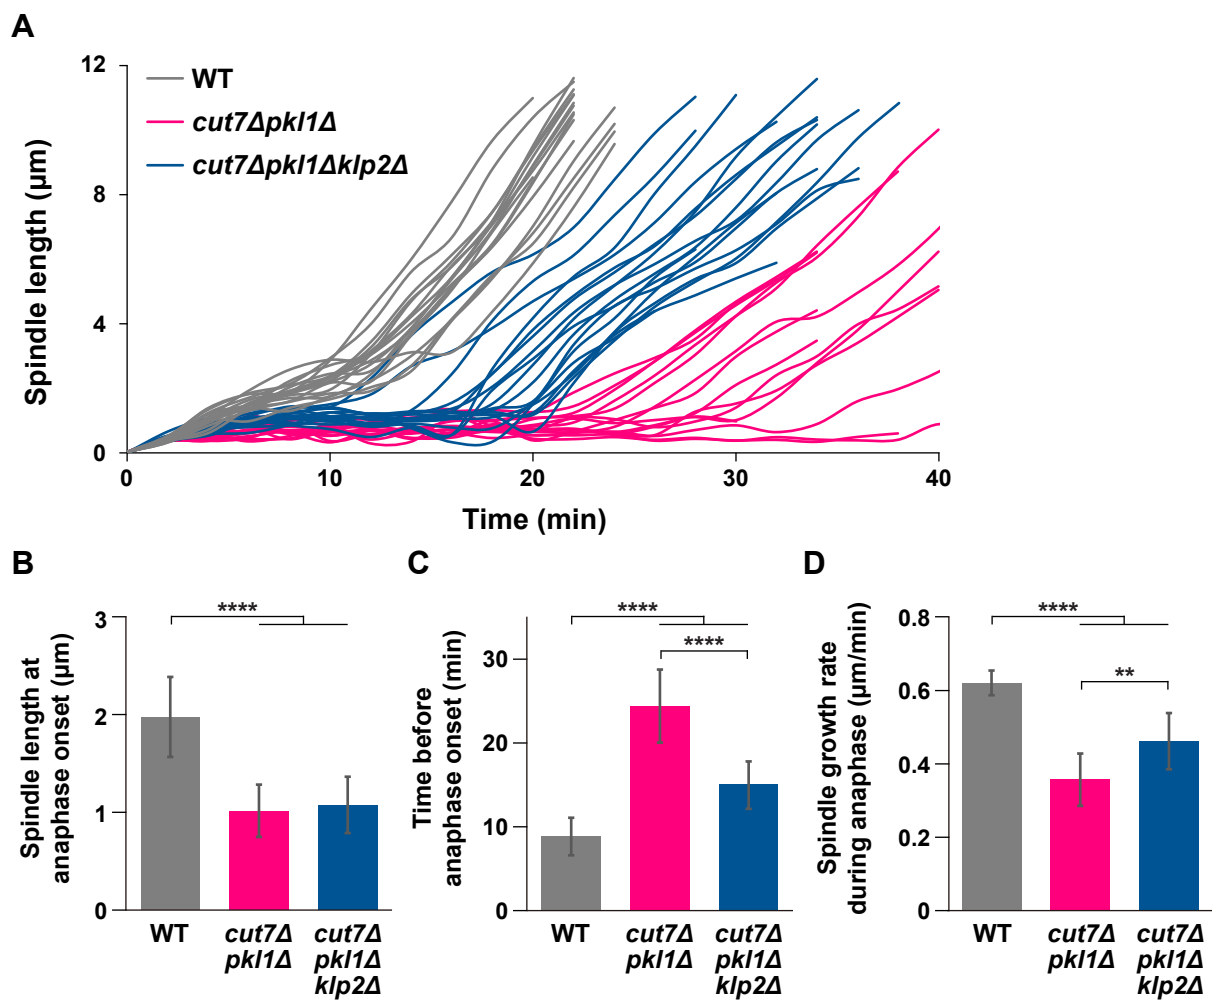 A
12
8
4
0
Spindle length (μm)
WT
cut7Δpkl1Δ
cut7Δpkl1Δklp2Δ
0 10 20 30 40
Time (min)
B
Spindle length at
anaphase onset (μm)
3
2
1
0
****
WT
cut7Δ
pkl1Δ
cut7Δ
pkl1Δ
klp2Δ
C
Time before
anaphase onset (min)
30
20
10
0
****
****
WT
cut7Δ
pkl1Δ
cut7Δ
pkl1Δ
klp2Δ
D
Spindle growth rate
during anaphase (μm/min)
0.8
0.6
0.4
0.2
0
****
**
WT
cut7Δ
pkl1Δ
cut7Δ
pkl1Δ
klp2Δ